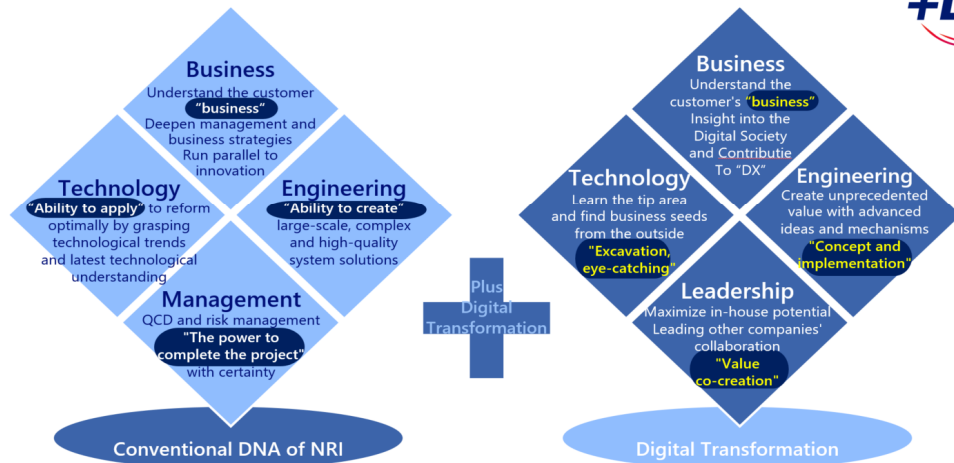 Business
Understand the customer
"business"
Deepen management and
business strategies
Run parallel to
innovation
Technology
"Ability to apply" to reform
optimally by grasping
technological trends
and latest technological
understanding
Engineering
"Ability to create"
large-scale, complex
and high-quality
system solutions
Management
QCD and risk management
"The power to
complete the project"
with certainty
Conventional DNA of NRI
Plus
Digital
Transformation
Business
Understand the
customer's "business"
Insight into the
Digital Society
and Contributie
To "DX"
Technology
Learn the tip area
and find business seeds
from the outside
"Excavation,
eye-catching"
Engineering
Create unprecedented
value with advanced
ideas and mechanisms
"Concept and
implementation"
Leadership
Maximize in-house potential
Leading other companies'
collaboration
"Value
co-creation"
Digital Transformation